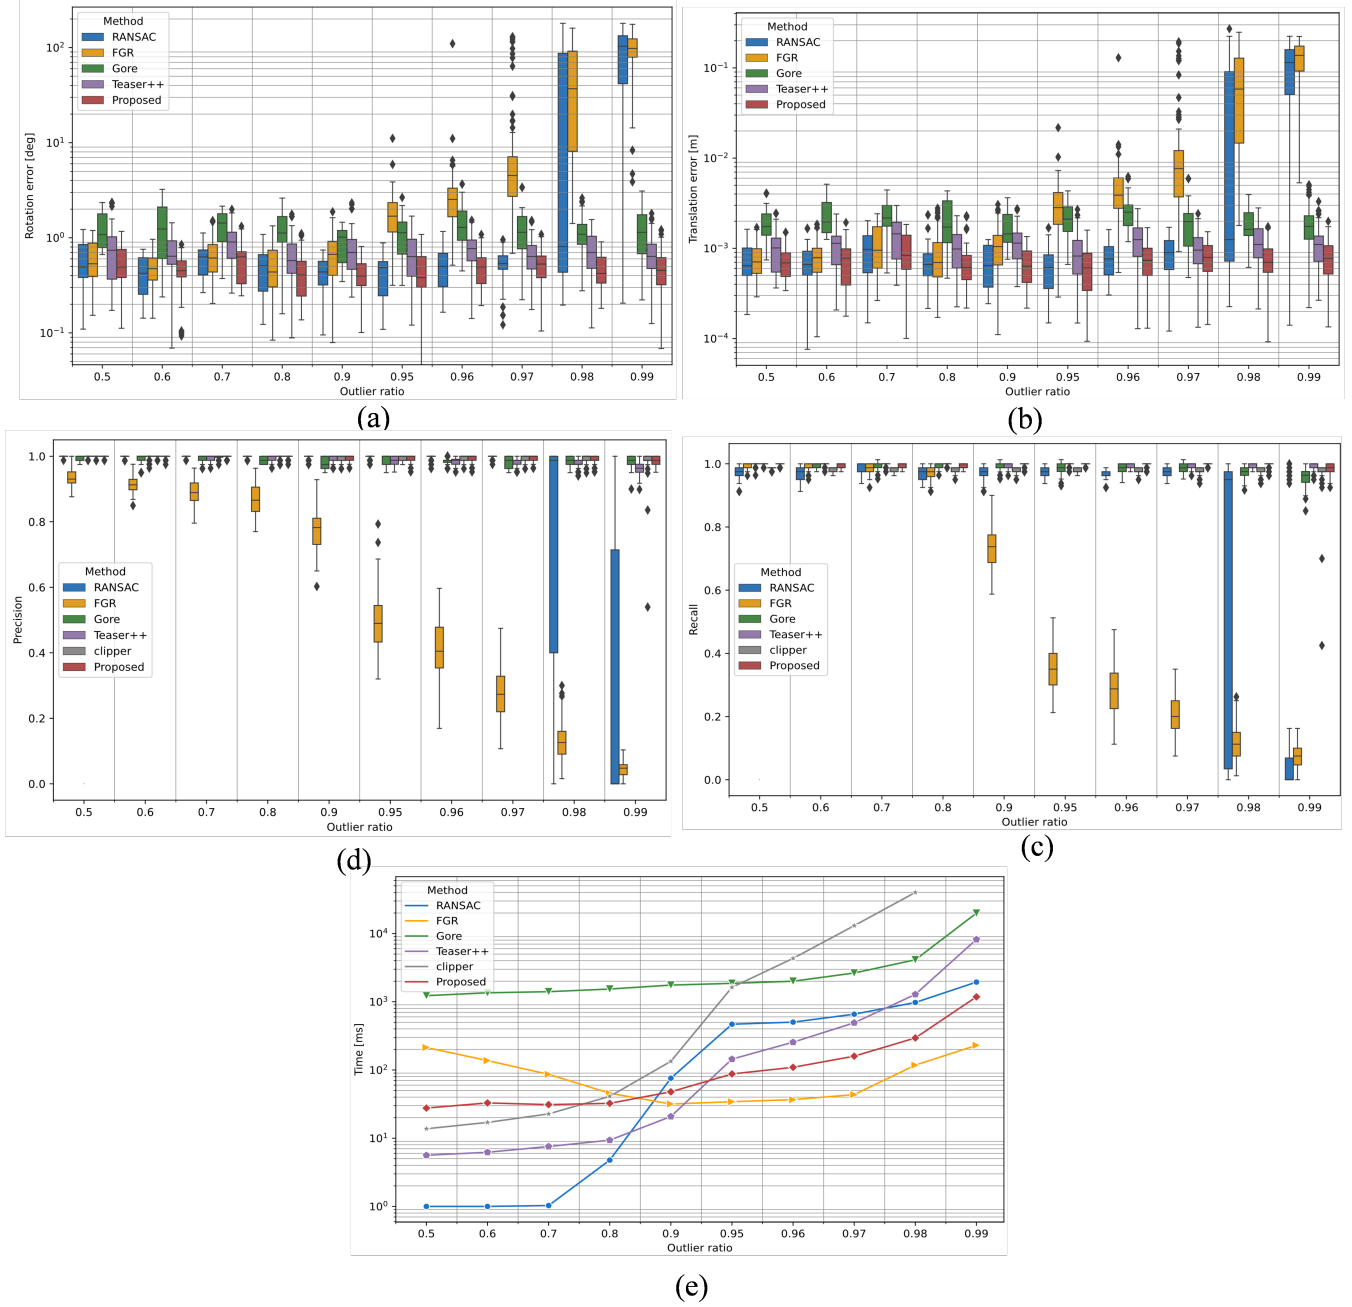 Method
RANSAC
FGR
Gore
Teaser++
Proposed
Rotation error [deg]
10²
10¹
10⁰
10⁻¹
0.5 0.6 0.7 0.8 0.9 0.95 0.96 0.97 0.98 0.99
Outlier ratio
(a)
Method
RANSAC
FGR
Gore
Teaser++
Proposed
Translation error [m]
10⁻¹
10⁻²
10⁻³
10⁻⁴
0.5 0.6 0.7 0.8 0.9 0.95 0.96 0.97 0.98 0.99
Outlier ratio
(b)
Precision
1.0
0.8
0.6
0.4
0.2
0.0
Method
RANSAC
FGR
Gore
Teaser++
clipper
Proposed
0.5 0.6 0.7 0.8 0.9 0.95 0.96 0.97 0.98 0.99
Outlier ratio
(d)
Recall
1.0
0.8
0.6
0.4
0.2
0.0
Method
RANSAC
FGR
Gore
Teaser++
clipper
Proposed
0.5 0.6 0.7 0.8 0.9 0.95 0.96 0.97 0.98 0.99
Outlier ratio
(c)
Method
RANSAC
FGR
Gore
Teaser++
clipper
Proposed
Time [ms]
10⁴
10³
10²
10¹
10⁰
0.5 0.6 0.7 0.8 0.9 0.95 0.96 0.97 0.98 0.99
Outlier ratio
(e)